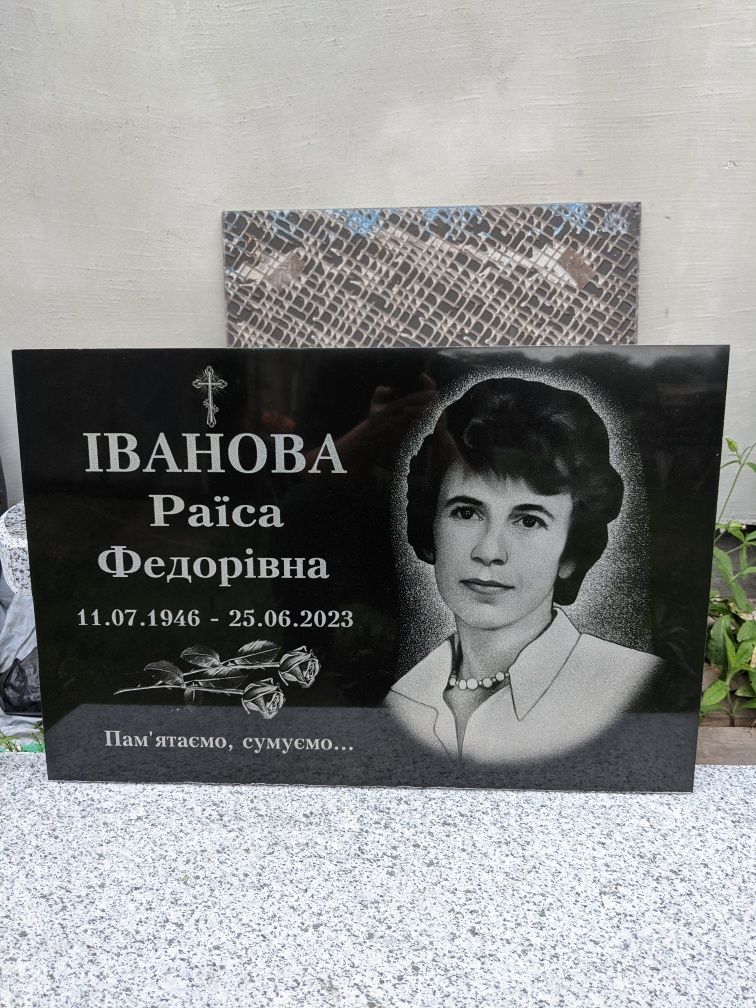 ІВАНОВА
Раїса
Федорівна
11.07.1946 - 25.06.2023
Пам'ятаємо, сумуємо...